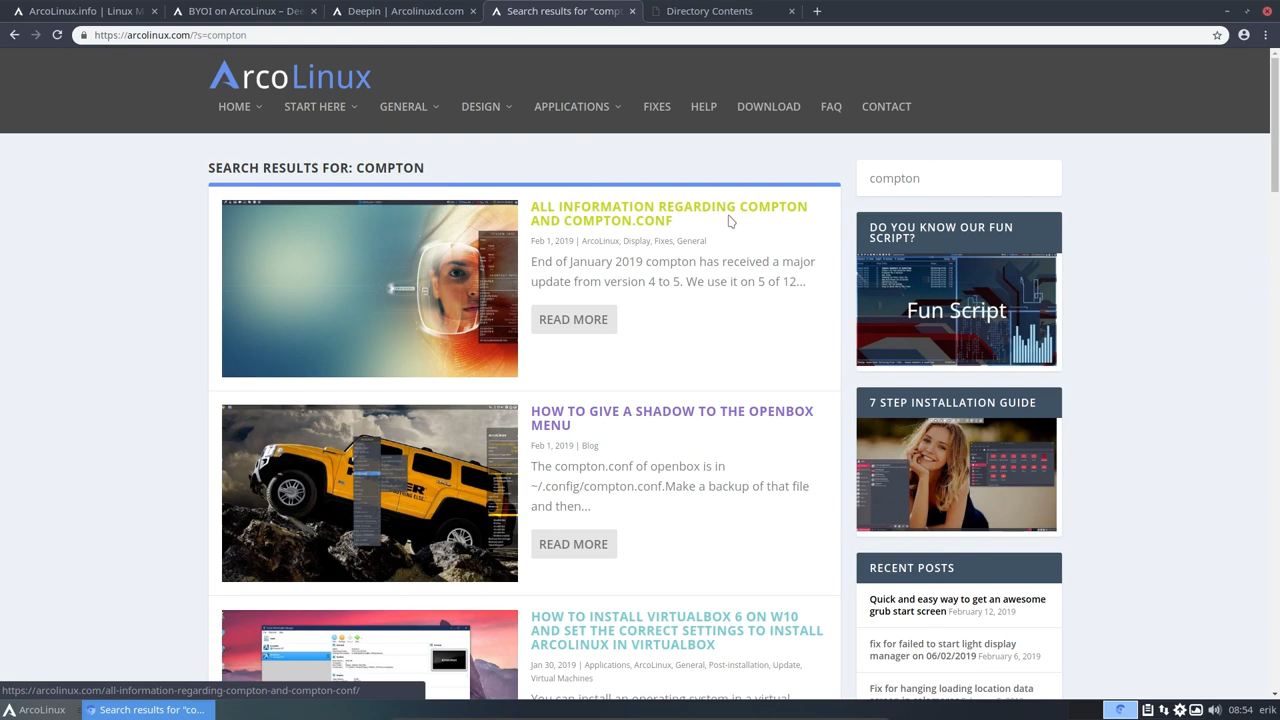 ArcoLinux.info | Linux M
BYOI on ArcoLinux – Dee
Deepin | Arcolinuxd.com
Search results for "comp
Directory Contents
https://arcolinux.com/?s=compton
ArcoLinux
HOME
START HERE
GENERAL
DESIGN
APPLICATIONS
FIXES
HELP
DOWNLOAD
FAQ
CONTACT
SEARCH RESULTS FOR: COMPTON
ALL INFORMATION REGARDING COMPTON
AND COMPTON.CONF
Feb 1, 2019 | ArcoLinux, Display, Fixes, General
End of January 2019 compton has received a major
update from version 4 to 5. We use it on 5 of 12...
READ MORE
HOW TO GIVE A SHADOW TO THE OPENBOX
MENU
Feb 1, 2019 | Blog
The compton.conf of openbox is in
~/.config/compton.conf.Make a backup of that file
and then...
READ MORE
HOW TO INSTALL VIRTUALBOX 6 ON W10
AND SET THE CORRECT SETTINGS TO INSTALL
ARCOLINUX IN VIRTUALBOX
Jan 30, 2019 | Applications, ArcoLinux, General, Post-installation, Update,
Virtual Machines
You can install an operating system in a virtual
compton
DO YOU KNOW OUR FUN
SCRIPT?
Fun Script
7 STEP INSTALLATION GUIDE
RECENT POSTS
Quick and easy way to get an awesome
grub start screen February 12, 2019
fix for failed to start light display
manager on 06/02/2019 February 6, 2019
Fix for hanging loading location data
https://arcolinux.com/all-information-regarding-compton-and-compton-conf/
ArcoLinux
Search results for "co...
08:54
erik